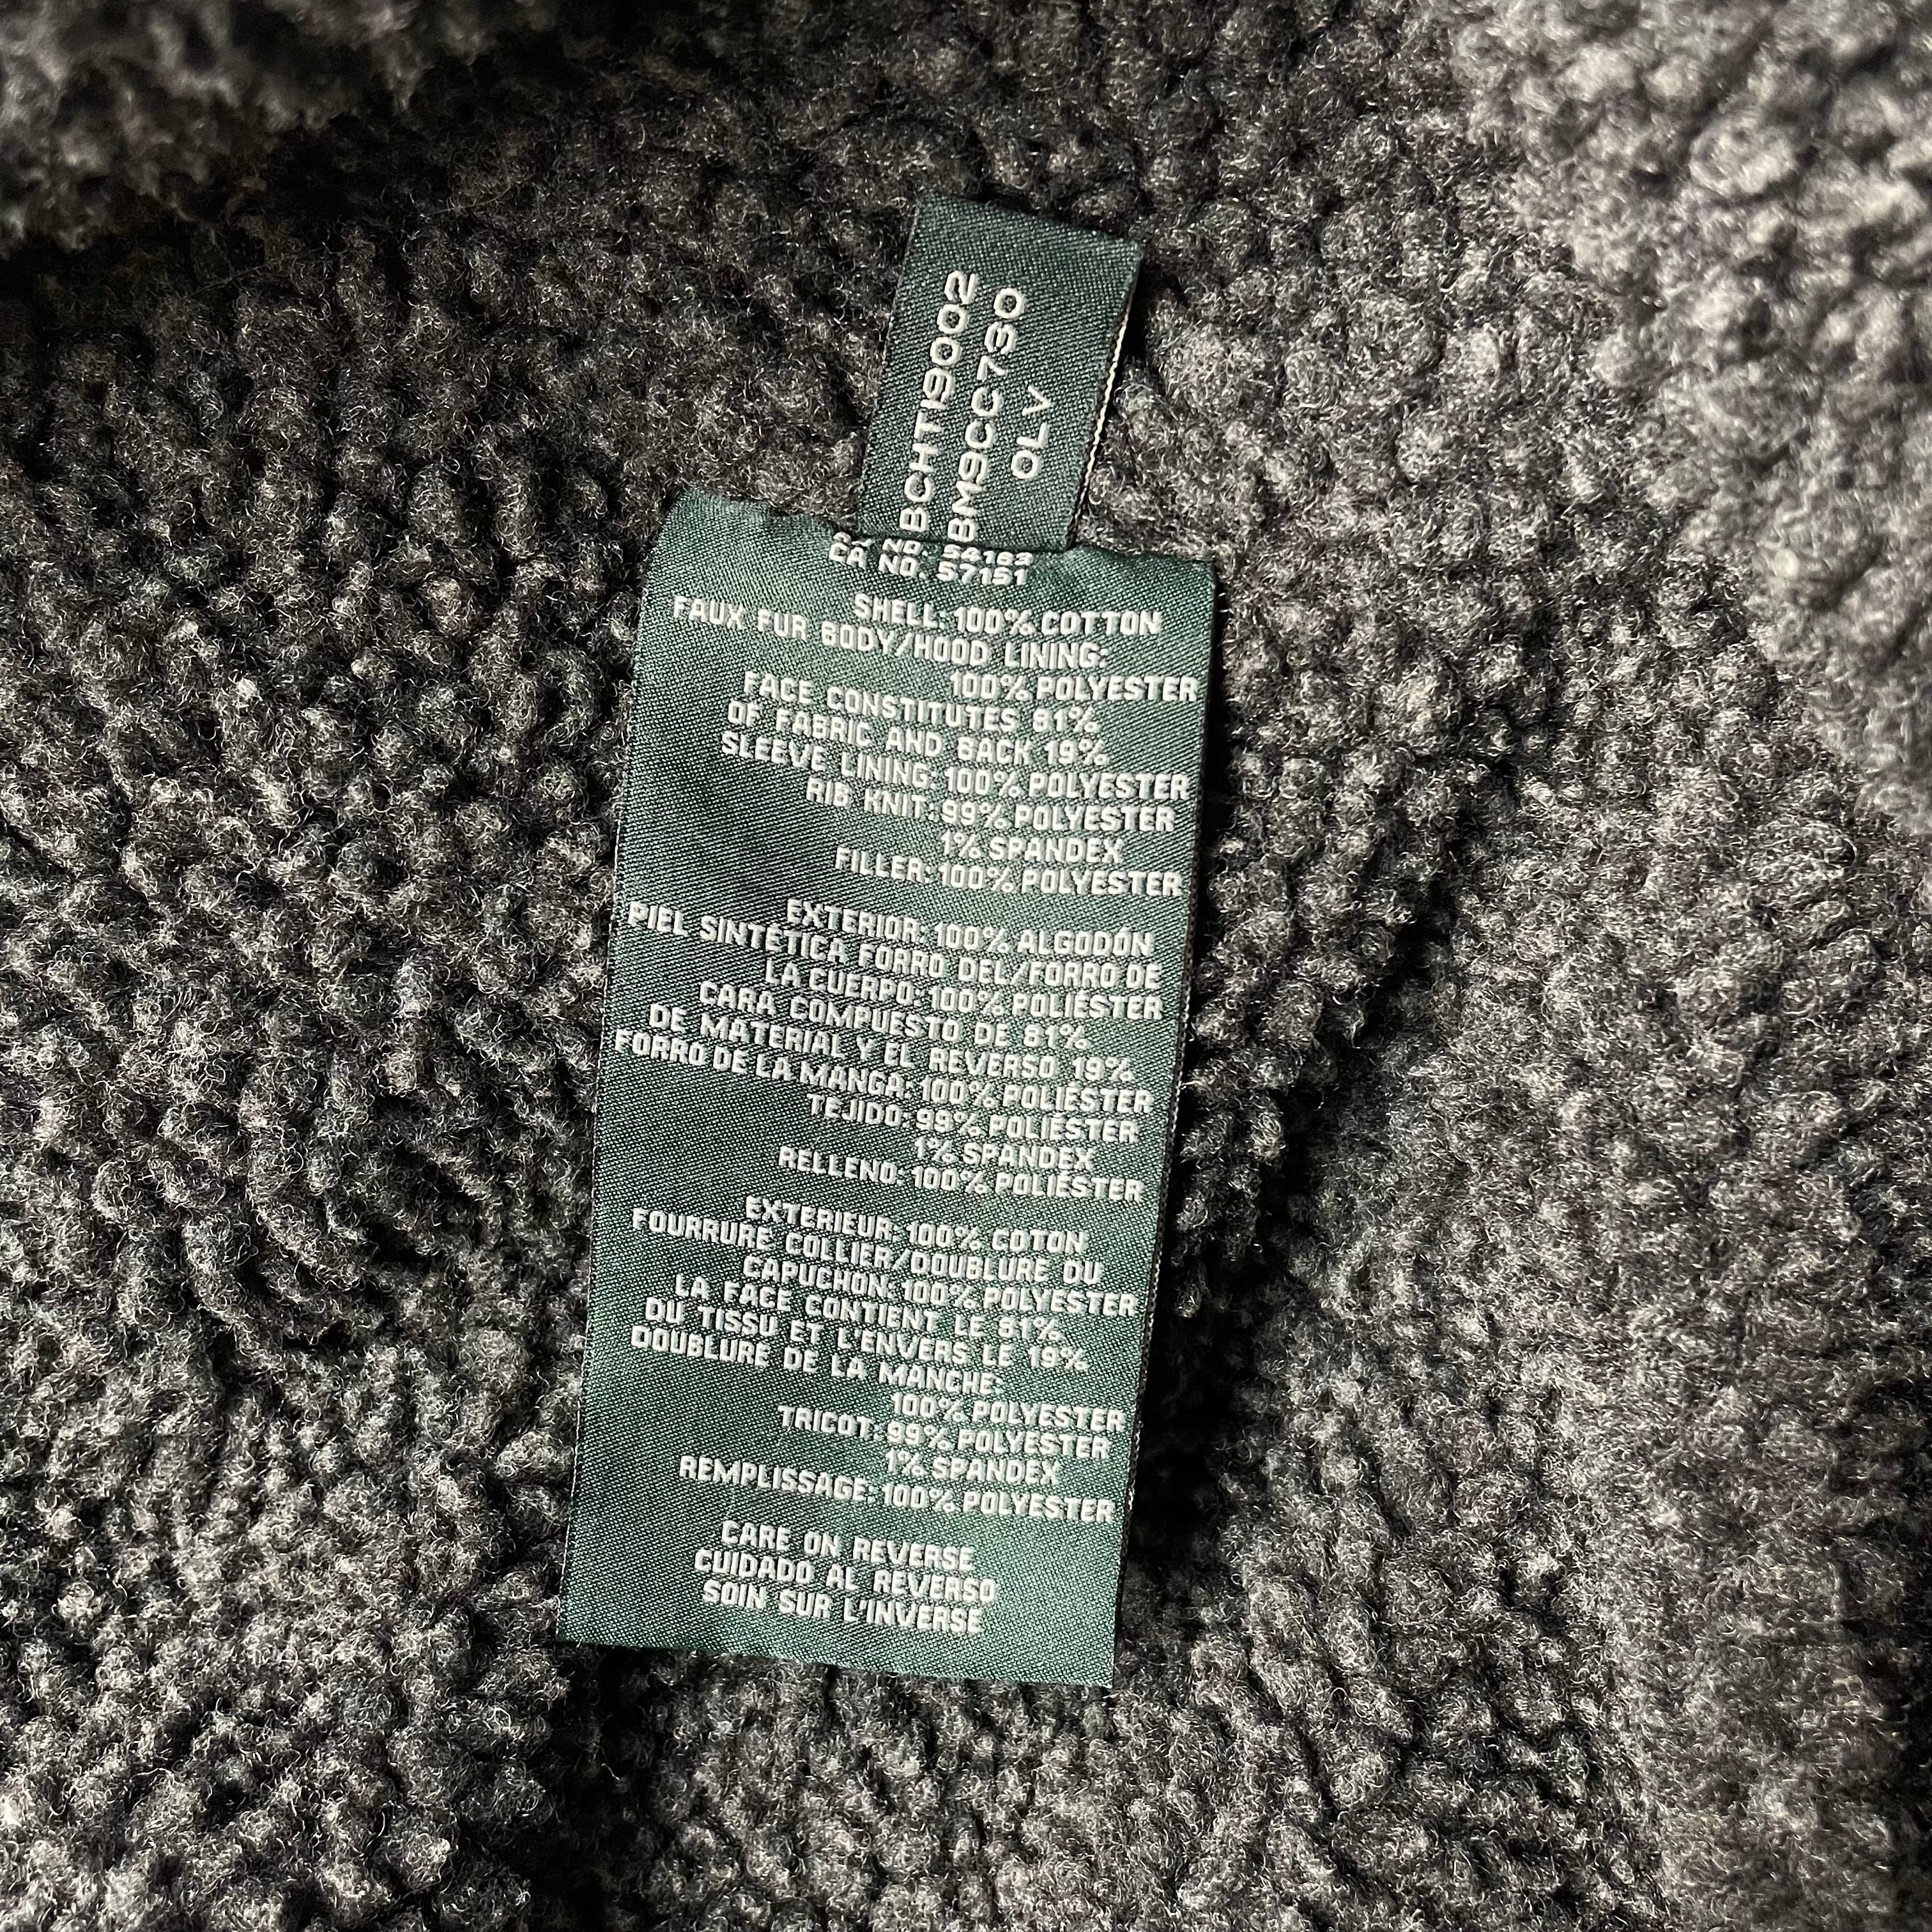 BCHT19002
BM9CC780
OLV
NO. 54163
CA NO. 57151
SHELL: 100% COTTON
FAUX FUR BODY/HOOD LINING:
100% POLYESTER
FACE CONSTITUTES 81%
OF FABRIC AND BACK 19%
SLEEVE LINING: 100% POLYESTER
RIB KNIT: 99% POLYESTER
1% SPANDEX
FILLER: 100% POLYESTER
EXTERIOR: 100% ALGODÓN
PIEL SINTÉTICA FORRO DEL/FORRO DE
LA CUERPO: 100% POLIÉSTER
CARA COMPUESTO DE 81%
DE MATERIAL Y EL REVERSO 19%
FORRO DE LA MANGA: 100% POLIÉSTER
TEJIDO: 99% POLIÉSTER
1% SPANDEX
RELLENO: 100% POLIÉSTER
EXTERIEUR: 100% COTON
FOURRURE COLLIER/DOUBLURE DU
CAPUCHON: 100% POLYESTER
LA FACE CONTIENT LE 81%
DU TISSU ET L'ENVERS LE 19%
DOUBLURE DE LA MANCHE:
100% POLYESTER
TRICOT: 99% POLYESTER
1% SPANDEX
REMPLISSAGE: 100% POLYESTER
CARE ON REVERSE
CUIDADO AL REVERSO
SOIN SUR L'INVERSE